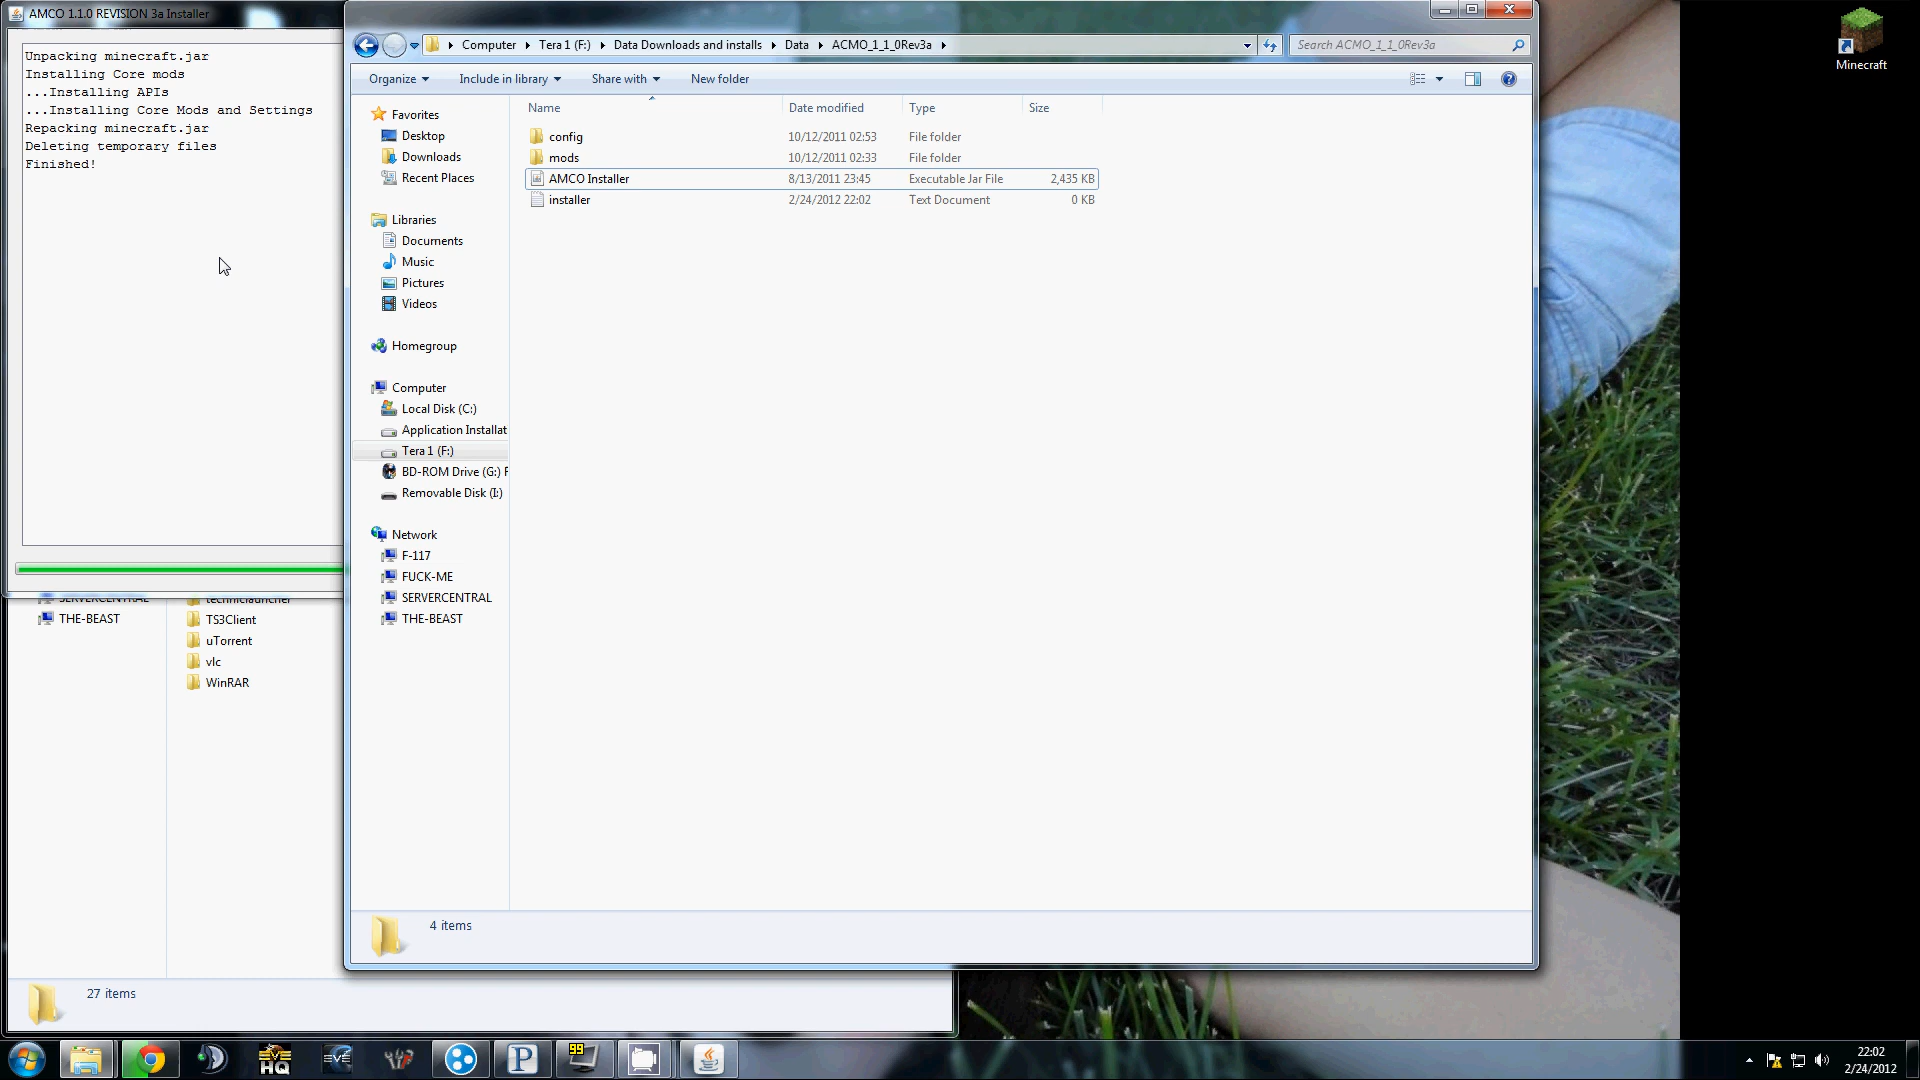 AMCO 1.1.0 REVISION 3a Installer
Unpacking minecraft.jar
Installing Core mods
...Installing APIs
...Installing Core Mods and Settings
Repacking minecraft.jar
Deleting temporary files
Finished!
Computer
Tera 1 (F:)
Data Downloads and installs
Data
ACMO_1_1_0Rev3a
Search ACMO_1_1_0Rev3a
Organize
Include in library
Share with
New folder
Favorites
Desktop
Downloads
Recent Places
Libraries
Documents
Music
Pictures
Videos
Homegroup
Computer
Local Disk (C:)
Application Installat
Tera 1 (F:)
BD-ROM Drive (G:) F
Removable Disk (I:)
Network
F-117
FUCK-ME
SERVERCENTRAL
THE-BEAST
Name Date modified Type Size
config 10/12/2011 02:53 File folder
mods 10/12/2011 02:33 File folder
AMCO Installer 8/13/2011 23:45 Executable Jar File 2,435 KB
installer 2/24/2012 22:02 Text Document 0 KB
4 items
SERVERCENTRAL
THE-BEAST
techniclauncher
TS3Client
uTorrent
vlc
WinRAR
27 items
Minecraft
EVE
HQ
EVE
P
99
22:02
2/24/2012